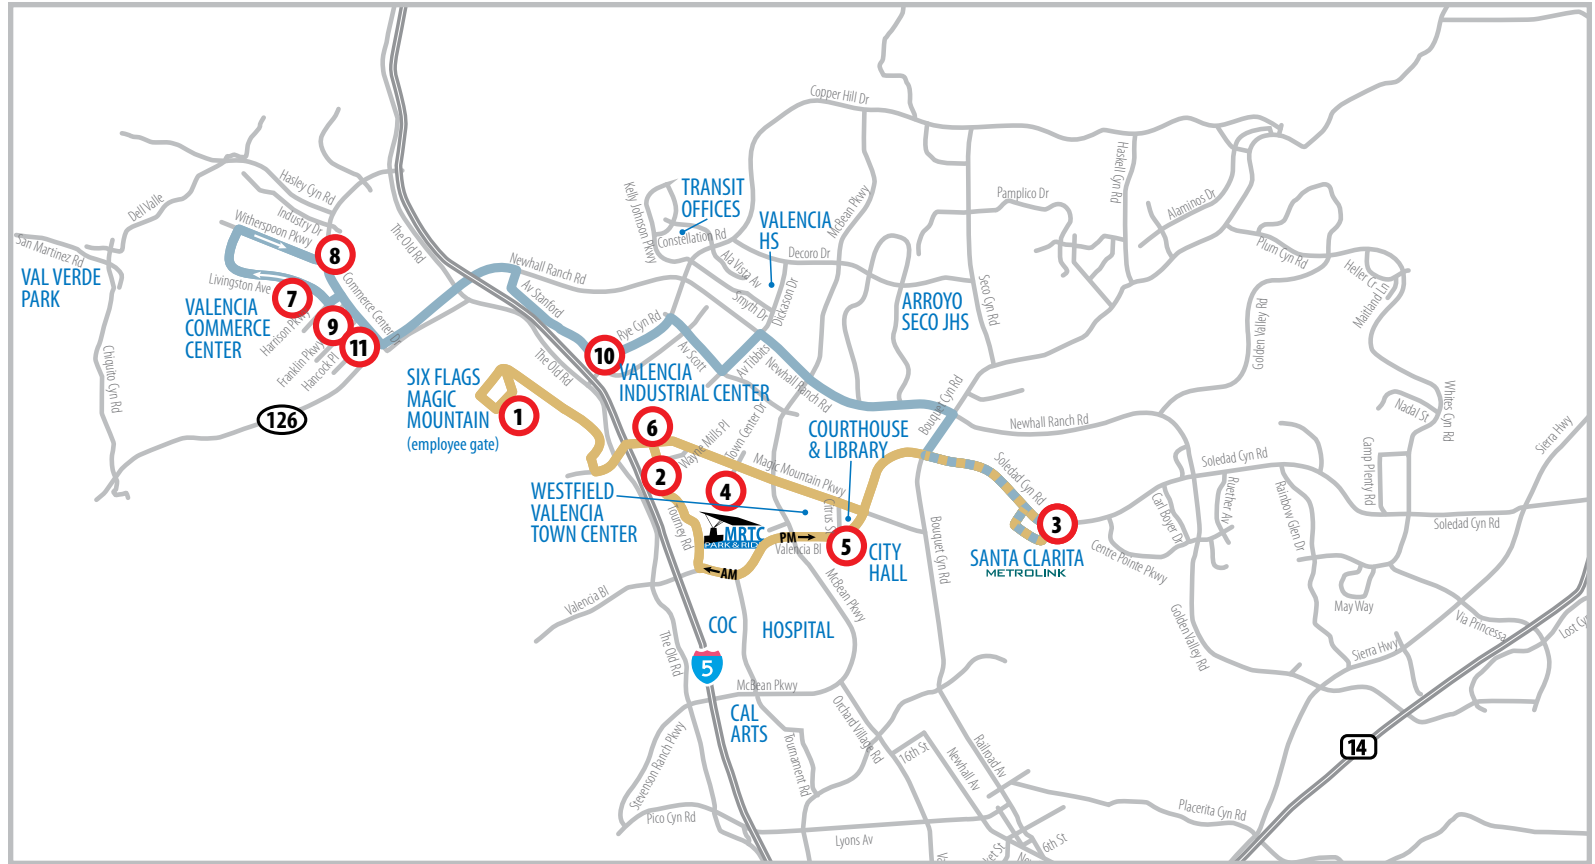 Copper Hill Dr
Haskell Cyn Rd
Hasley Cyn Rd
Kelly Johnson Pkwy
TRANSIT
OFFICES
McBean Pkwy
Pamplico Dr
Alaminos Dr
Dell Valle
Industry Dr
Witherspoon Pkwy
VALENCIA
HS
Constellation Rd
San Martinez Rd
The Old Rd
Decoro Dr
Plum Cyn Rd
8
Ala Vista Av
Newhall Ranch Rd
Heller Cr
VAL VERDE
PARK
Livingston Ave
7
Commerce Center Dr
Av Stanford
Smyth Dr
Dickason Dr
ARROYO
SECO JHS
Seco Cyn Rd
Maitland Ln
VALENCIA
COMMERCE
CENTER
Harrison Pkwy
9
Rye Cyn Rd
Golden Valley Rd
11
Franklin Pkwy
Hancock Pl
10
Av Scott
Av Tibbits
Chiquito Cyn Rd
The Old Rd
VALENCIA
INDUSTRIAL CENTER
Newhall Ranch Rd
SIX FLAGS
MAGIC
MOUNTAIN
(employee gate)
1
126
Bouquet Cyn Rd
Whites Cyn Rd
Nadal St
Newhall Ranch Rd
6
Wayne Mills Pl
Town Center Dr
COURTHOUSE
& LIBRARY
Sierra Hwy
Camp Plenty Rd
2
Magic Mountain Pkwy
Soledad Cyn Rd
Soledad Cyn Rd
4
WESTFIELD
VALENCIA
TOWN CENTER
Citrus S
Carl Boyer Dr
Ruether Av
Rainbow Glen Dr
Soledad Cyn Rd
Tourney Rd
MRTC
PARK & RIDE
PM
Valencia Bl
5
CITY
HALL
3
SANTA CLARITA
METROLINK
Bouquet Cyn Rd
Centre Pointe Pkwy
AM
Valencia Bl
McBean Pkwy
May Way
Via Princessa
Lost Cy
The Old Rd
COC
HOSPITAL
Golden Valley Rd
Sierra Hwy
5
McBean Pkwy
CAL
ARTS
Stevenson Ranch Pkwy
Tournament Rd
Orchard Village Rd
16th St
Newhall Av
Railroad Av
14
Pico Cyn Rd
Placerita Cyn Rd
Lyons Av
Va
ket St
Ne
6th St